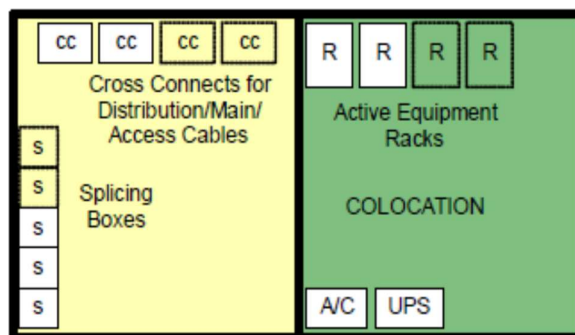 cc cc cc cc
Cross Connects for
Distribution/Main/
Access Cables
s
s
s
s
s
Splicing
Boxes
R R R R
Active Equipment
Racks
COLOCATION
A/C UPS